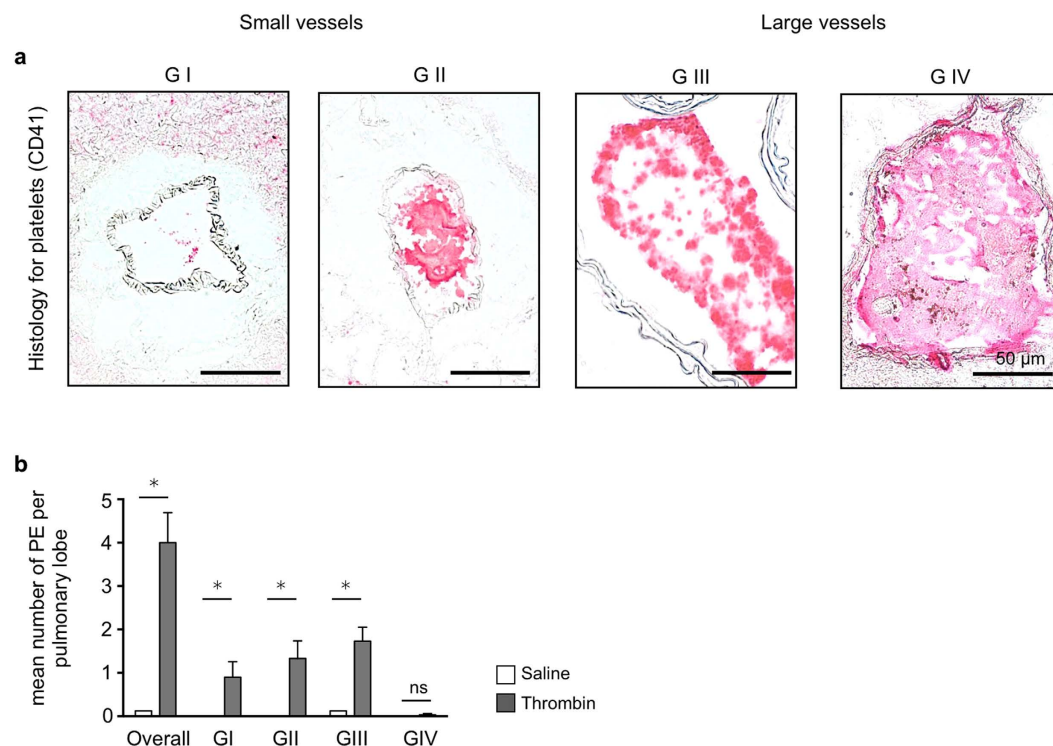 Small vessels
Large vessels
a
G I
G II
G III
G IV
Histology for platelets (CD41)
50 µm
b
mean number of PE per
pulmonary lobe
5
4
3
2
1
0
*
*
*
*
ns
Overall
GI
GII
GIII
GIV
Saline
Thrombin